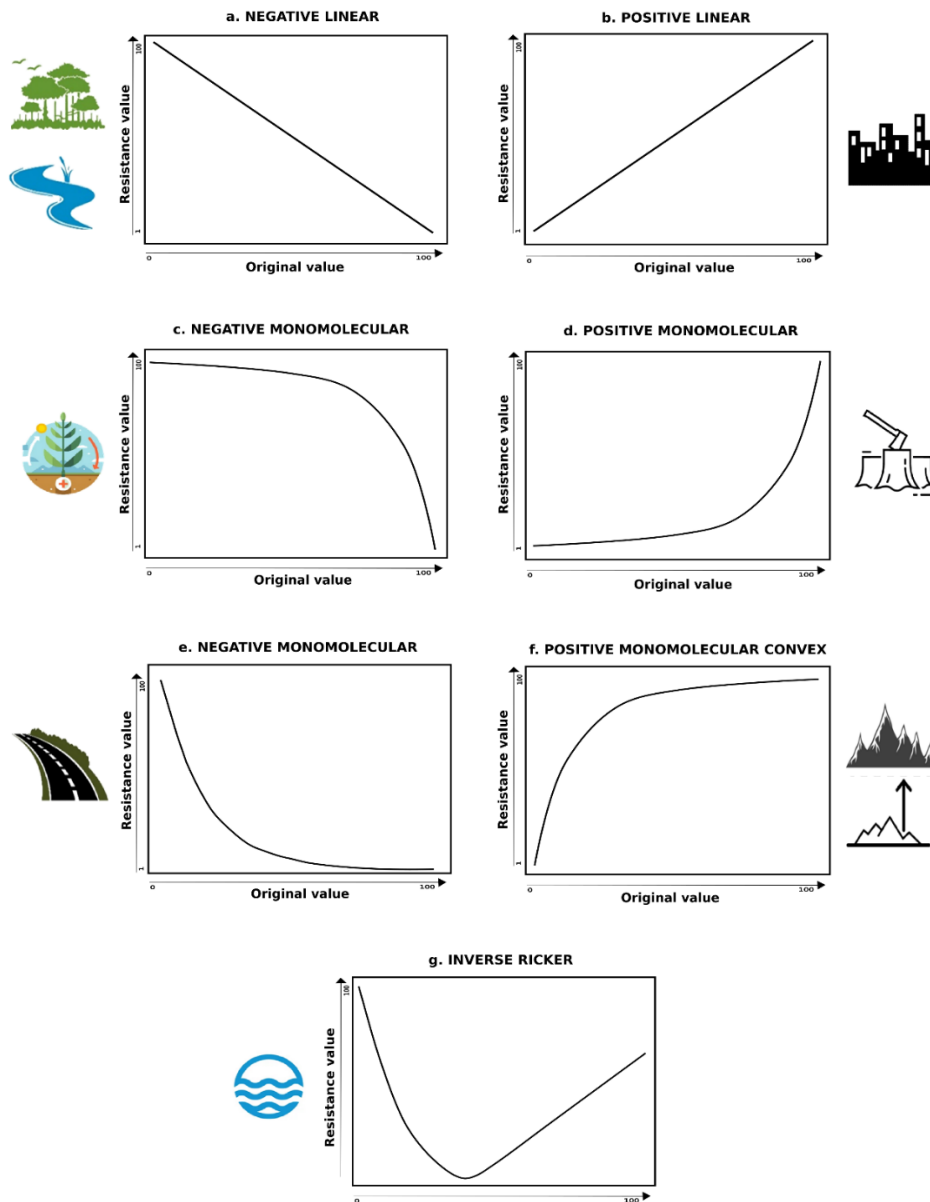 a. NEGATIVE LINEAR
b. POSITIVE LINEAR
Resistance value
1
100
0
100
Original value
Resistance value
1
100
0
100
Original value
c. NEGATIVE MONOMOLECULAR
d. POSITIVE MONOMOLECULAR
Resistance value
1
100
0
100
Original value
Resistance value
1
100
0
100
Original value
e. NEGATIVE MONOMOLECULAR
f. POSITIVE MONOMOLECULAR CONVEX
Resistance value
1
100
0
100
Original value
Resistance value
1
100
0
100
Original value
g. INVERSE RICKER
Resistance value
1
100
0
100